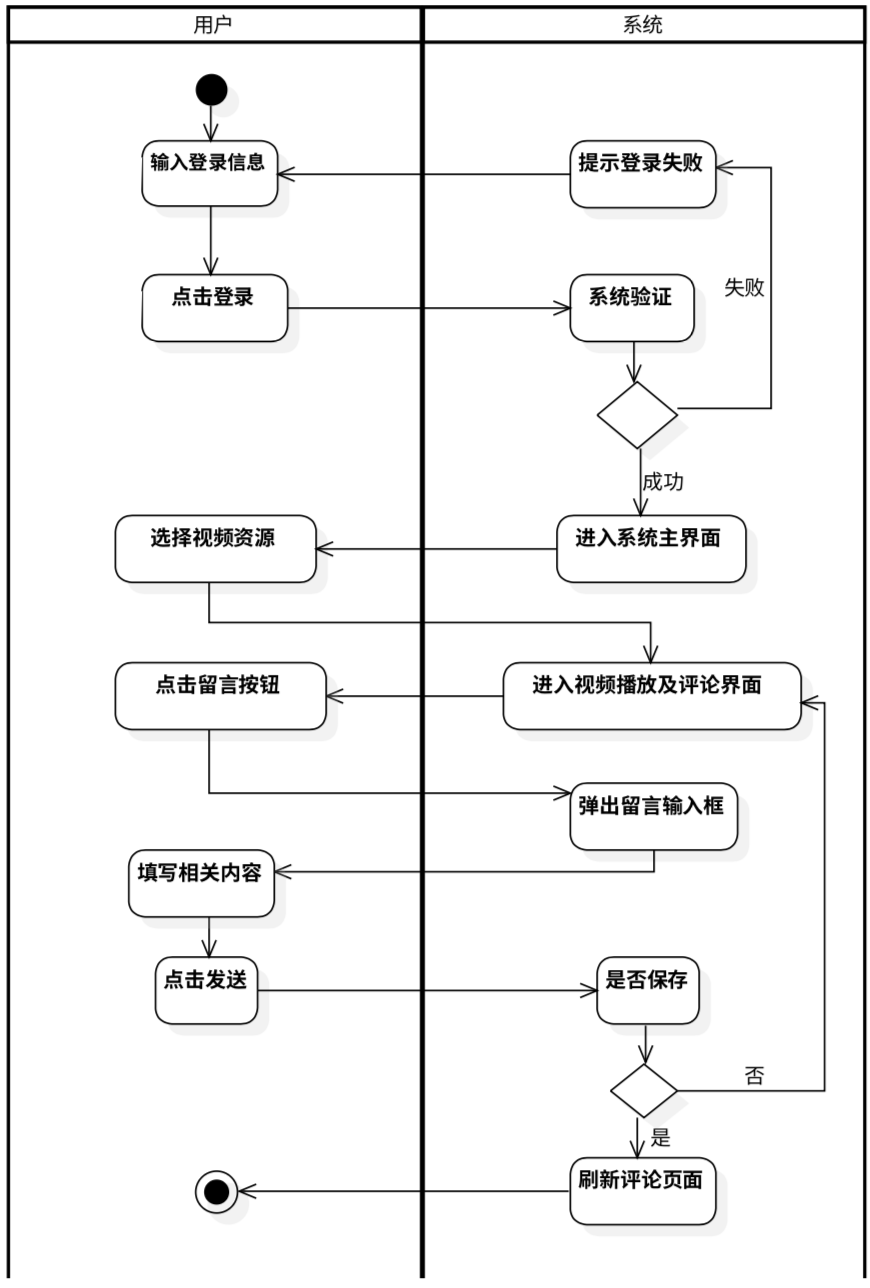 用户
系统
输入登录信息
提示登录失败
失败
点击登录
系统验证
成功
选择视频资源
进入系统主界面
点击留言按钮
进入视频播放及评论界面
弹出留言输入框
填写相关内容
点击发送
是否保存
否
是
刷新评论页面